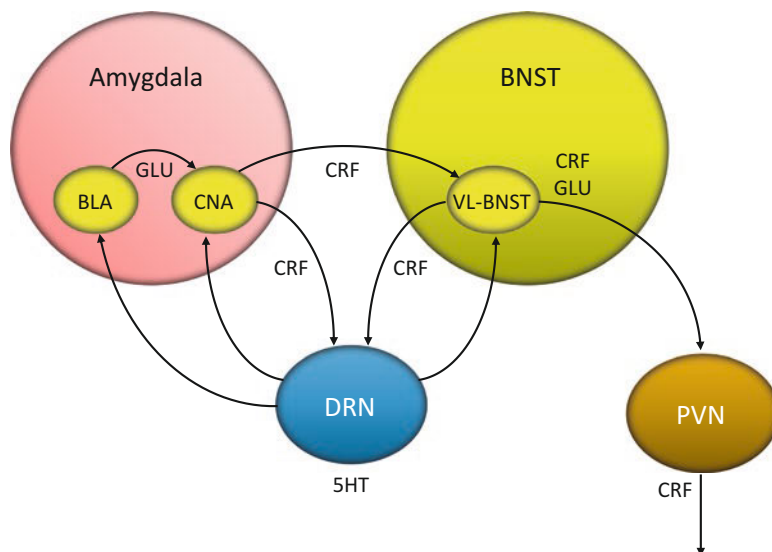 Amygdala
BNST
GLU
CRF
CRF
GLU
BLA
CNA
VL-BNST
CRF
CRF
DRN
PVN
5HT
CRF